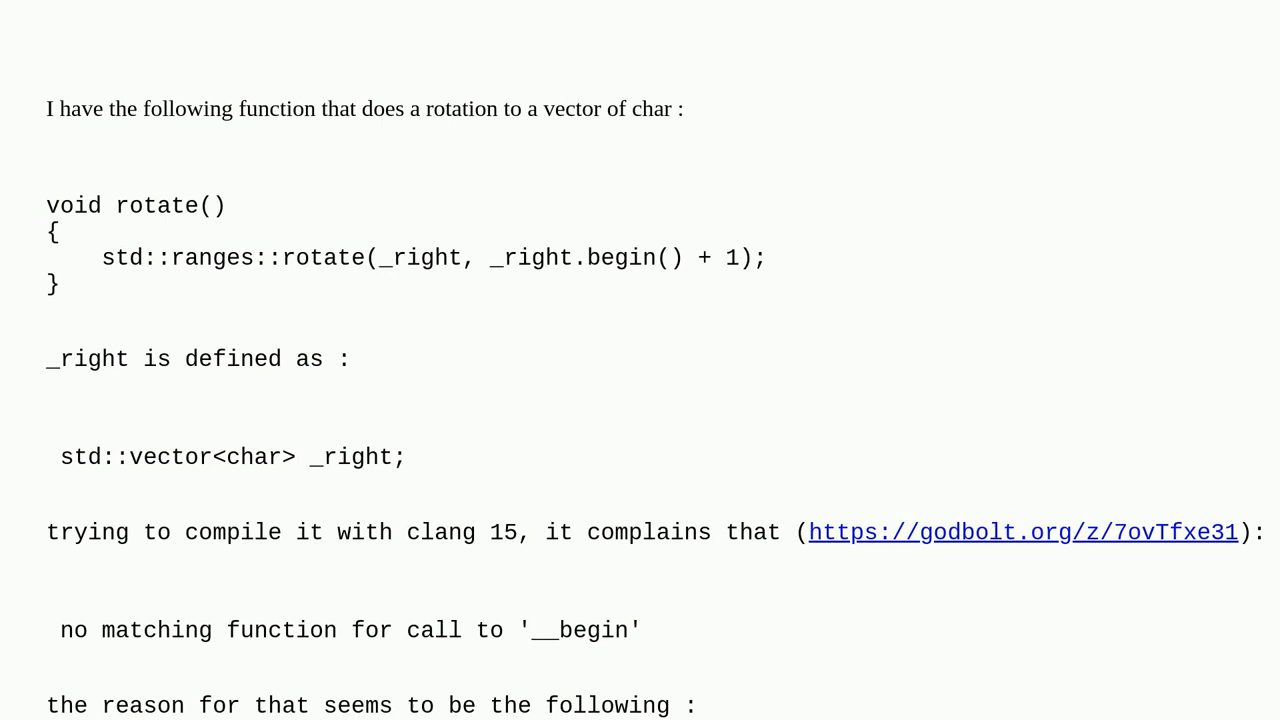 I have the following function that does a rotation to a vector of char :
void rotate()
{
    std::ranges::rotate(_right, _right.begin() + 1);
}
_right is defined as :
 std::vector<char> _right;
trying to compile it with clang 15, it complains that (https://godbolt.org/z/7ovTfxe31):
 no matching function for call to '__begin'
the reason for that seems to be the following :